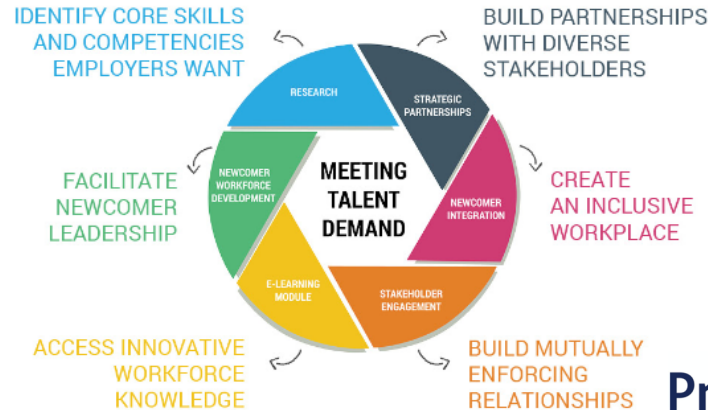 IDENTIFY CORE SKILLS
AND COMPETENCIES
EMPLOYERS WANT
BUILD PARTNERSHIPS
WITH DIVERSE
STAKEHOLDERS
RESEARCH
STRATEGIC
PARTNERSHIPS
FACILITATE
NEWCOMER
LEADERSHIP
NEWCOMER
WORKFORCE
DEVELOPMENT
MEETING
TALENT
DEMAND
NEWCOMER
INTEGRATION
CREATE
AN INCLUSIVE
WORKPLACE
E-LEARNING
MODULE
STAKEHOLDER
ENGAGEMENT
ACCESS INNOVATIVE
WORKFORCE
KNOWLEDGE
BUILD MUTUALLY
ENFORCING
RELATIONSHIPS